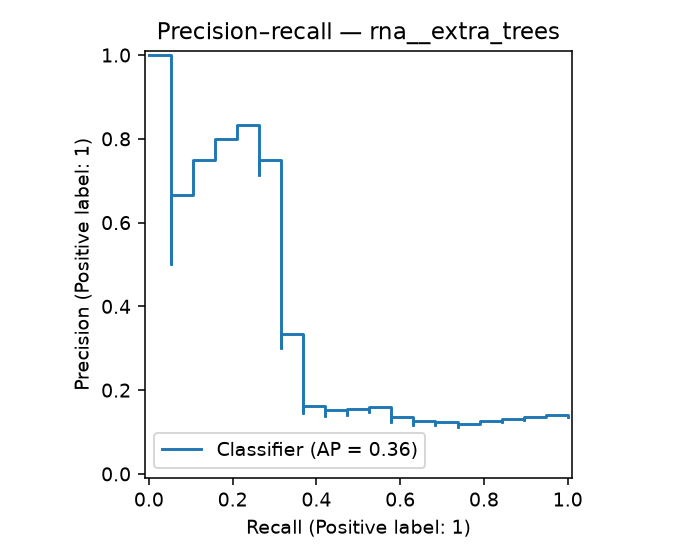 Precision–recall — rna__extra_trees
1.0
0.8
0.6
0.4
0.2
0.0
Precision (Positive label: 1)
Classifier (AP = 0.36)
0.0 0.2 0.4 0.6 0.8 1.0
Recall (Positive label: 1)